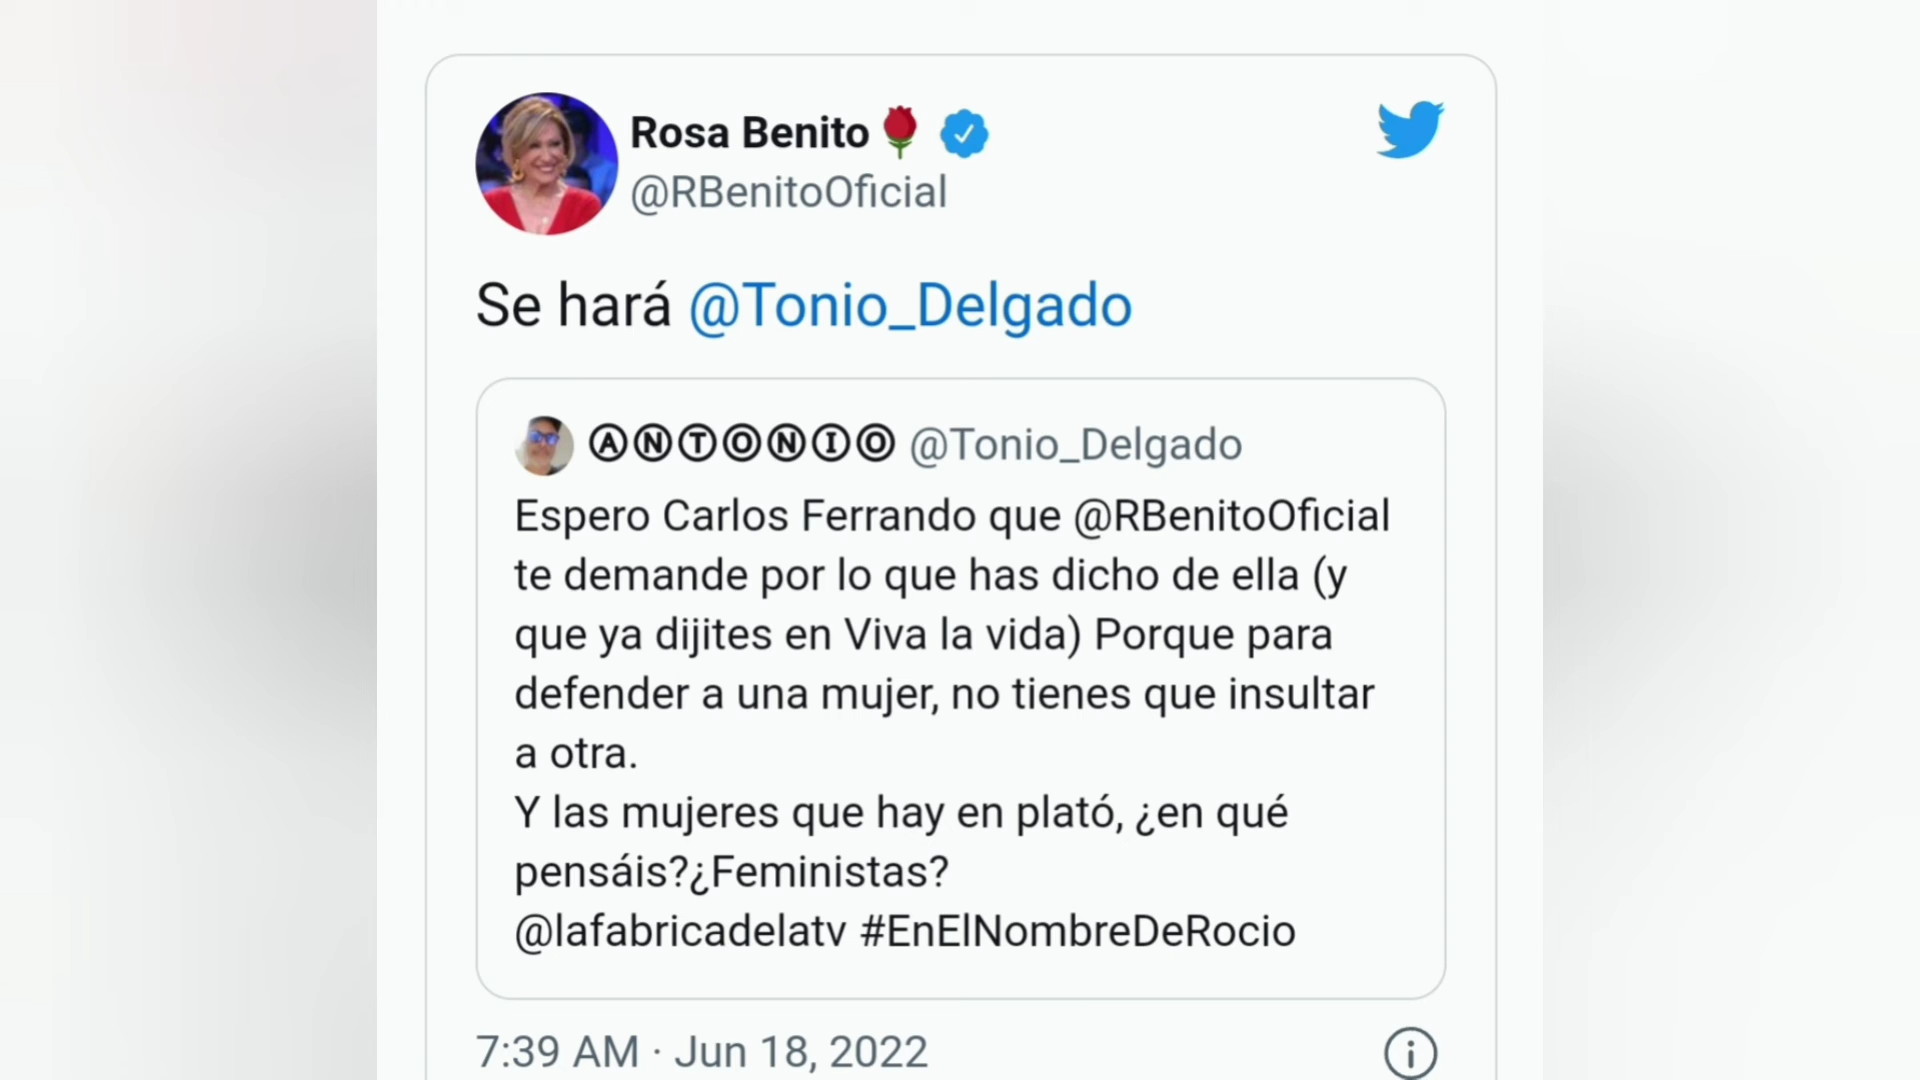 Rosa Benito🌹
@RBenitoOficial
Se hará @Tonio_Delgado
ⒶⓃⓉⓄⓃⒾⓄ @Tonio_Delgado
Espero Carlos Ferrando que @RBenitoOficial
te demande por lo que has dicho de ella (y
que ya dijites en Viva la vida) Porque para
defender a una mujer, no tienes que insultar
a otra.
Y las mujeres que hay en plató, ¿en qué
pensáis?¿Feministas?
@lafabricadelatv #EnElNombreDeRocio
7:39 AM · Jun 18, 2022